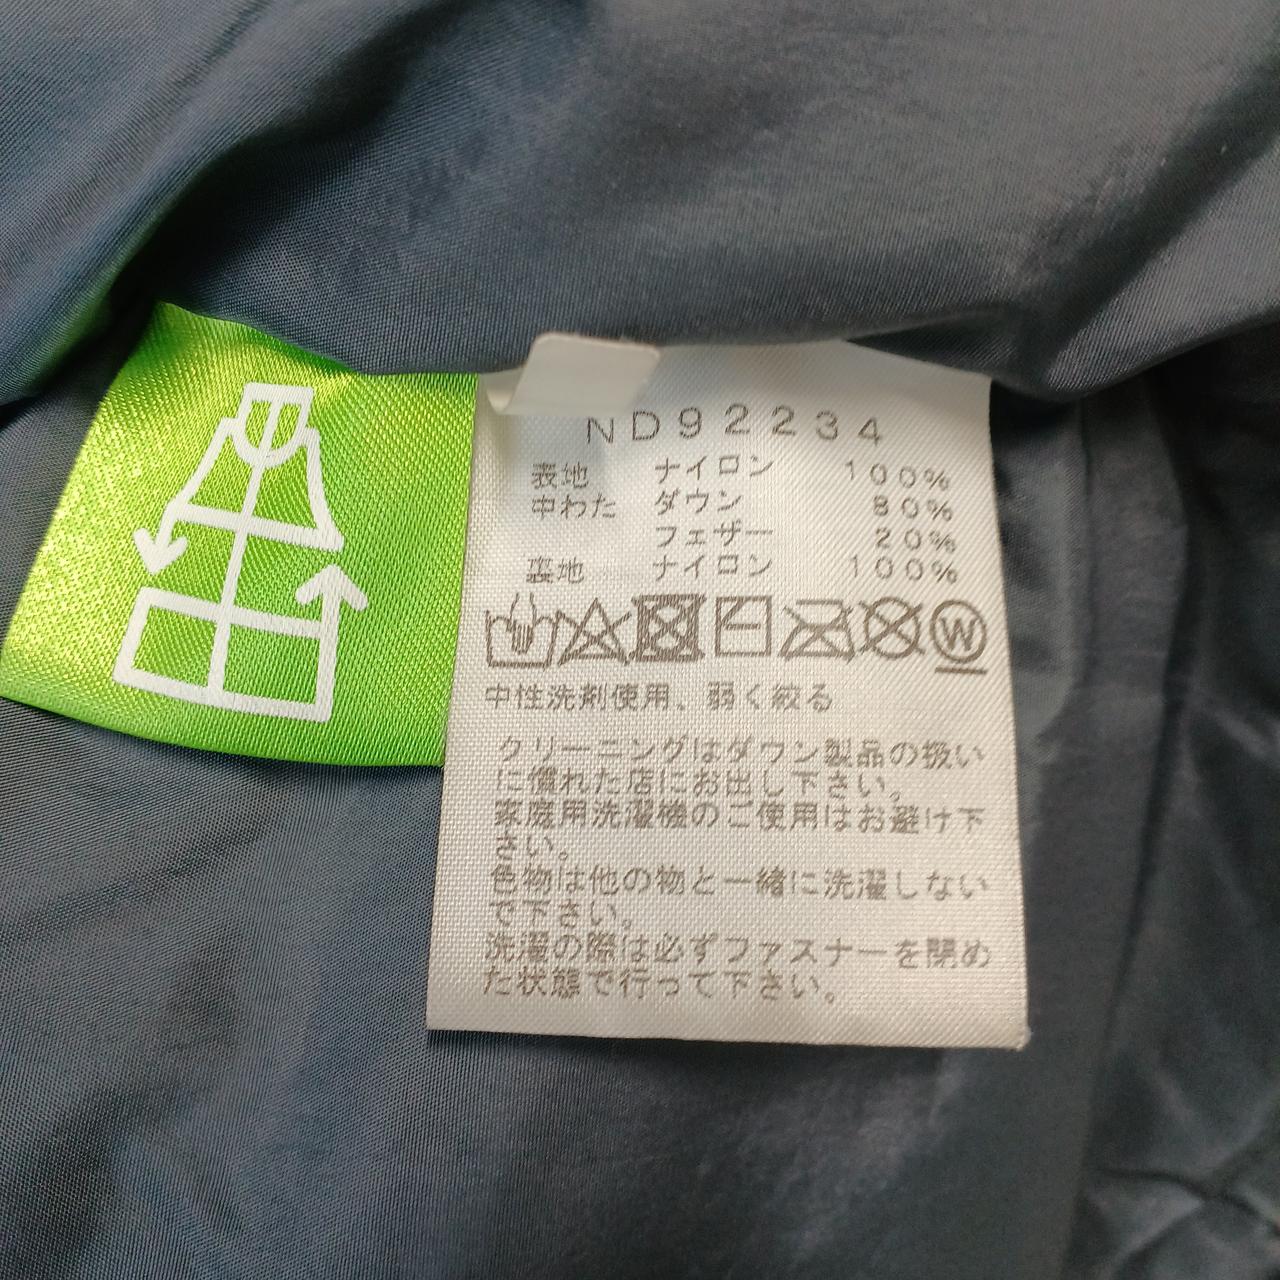 ND92234
表地 ナイロン 100%
中わた ダウン 80%
フェザー 20%
裏地 ナイロン 100%
W
中性洗剤使用、弱く絞る
クリーニングはダウン製品の扱い
に慣れた店にお出し下さい。
家庭用洗濯機のご使用はお避け下
さい。
色物は他の物と一緒に洗濯しない
で下さい。
洗濯の際は必ずファスナーを閉め
た状態で行って下さい。